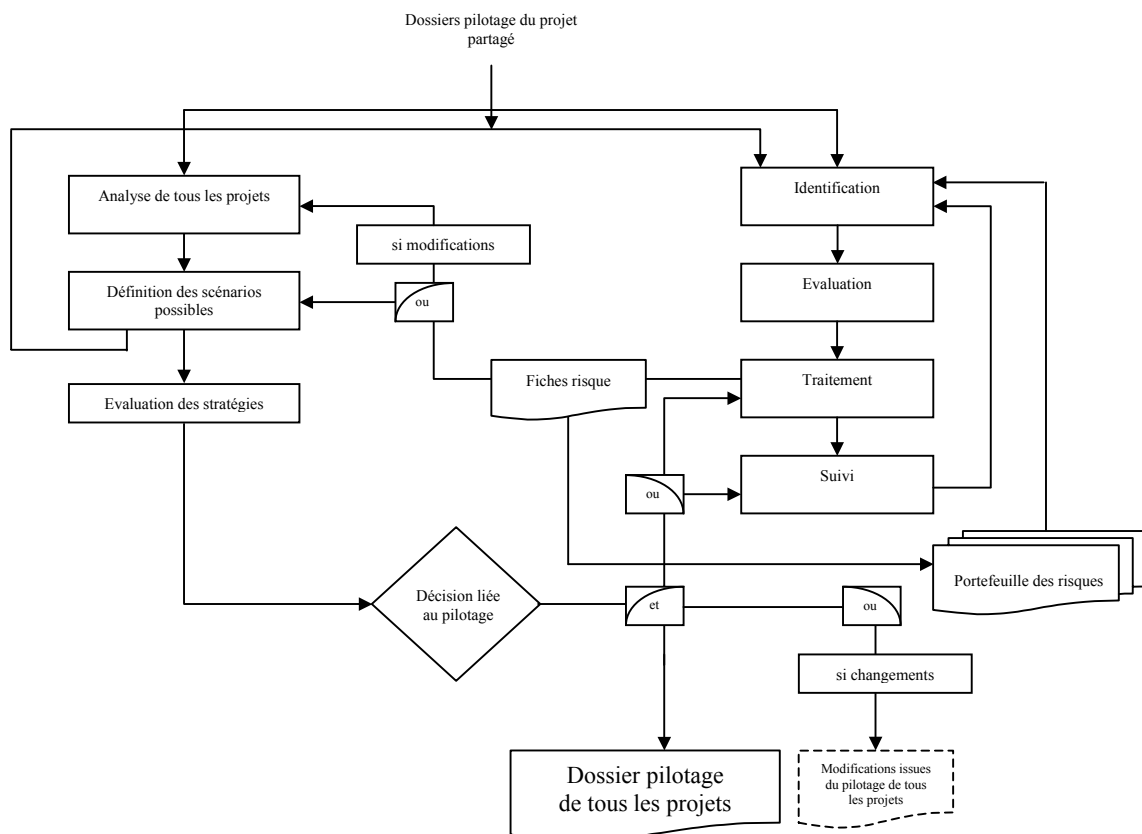 Dossiers pilotage du projet
partagé
Analyse de tous les projets
Identification
si modifications
Définition des scénarios
possibles
ou
Evaluation
Fiches risque
Traitement
Evaluation des stratégies
ou
Suivi
Portefeuille des risques
Décision liée
au pilotage
et
ou
si changements
Dossier pilotage
de tous les projets
Modifications issues
du pilotage de tous
les projets